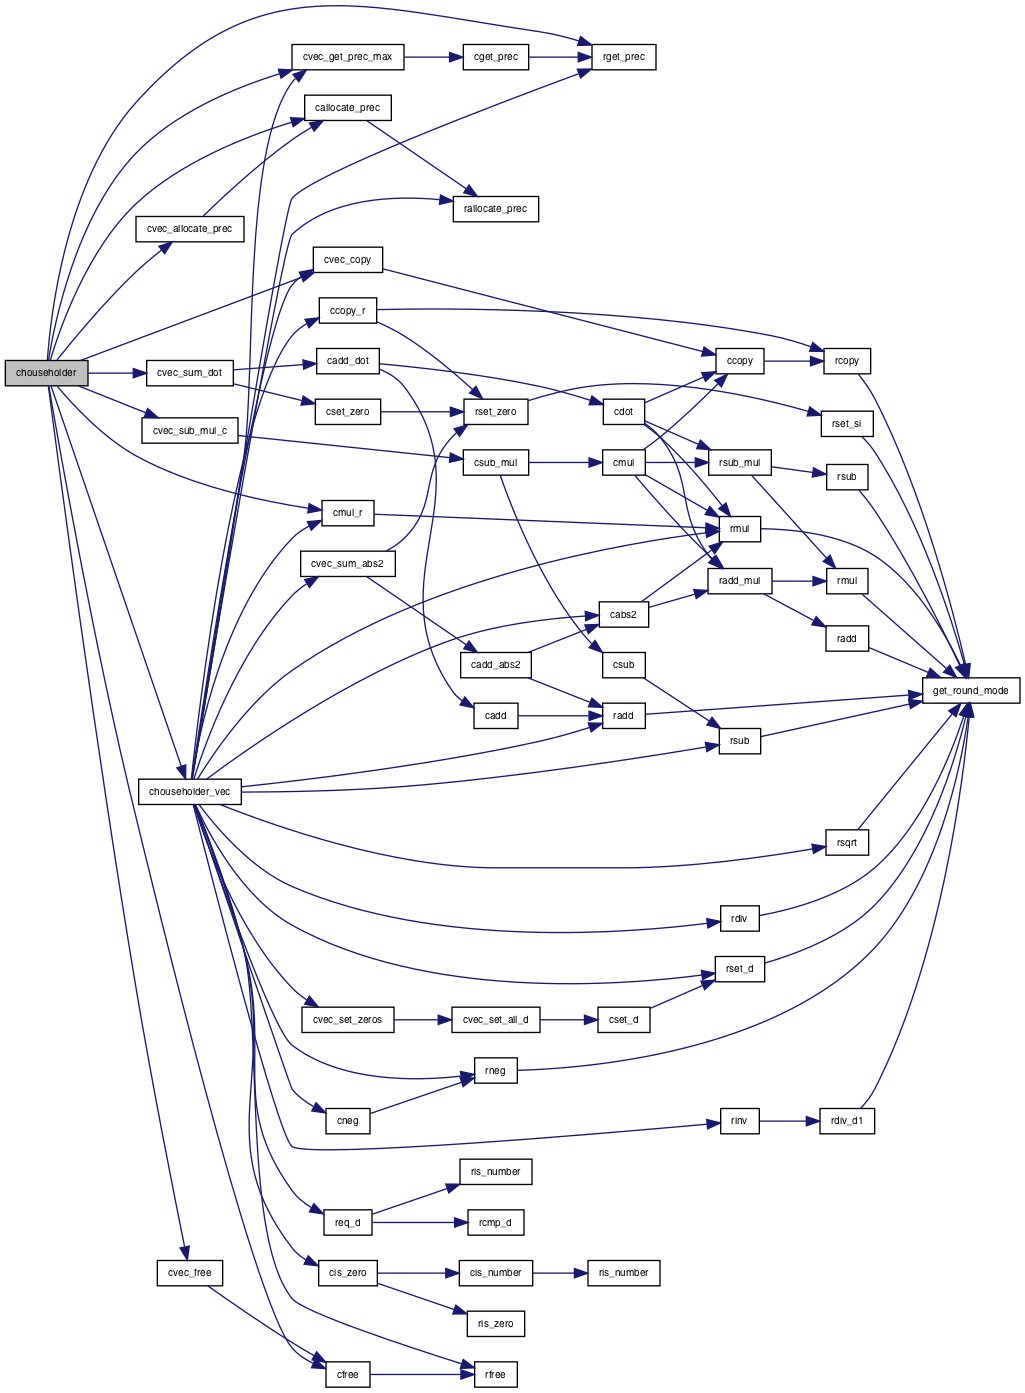 cvec_get_prec_max
cget_prec
rget_prec
callocate_prec
rallocate_prec
cvec_allocate_prec
cvec_copy
ccopy_r
chouseholder
cvec_sum_dot
cadd_dot
ccopy
rcopy
cset_zero
rset_zero
cdot
rset_si
cvec_sub_mul_c
csub_mul
cmul
rsub_mul
rsub
cmul_r
rmul
cvec_sum_abs2
radd_mul
rmul
cabs2
radd
cadd_abs2
csub
get_round_mode
cadd
radd
rsub
chouseholder_vec
rsqrt
rdiv
rset_d
cvec_set_zeros
cvec_set_all_d
cset_d
rneg
cneg
rinv
rdiv_d1
ris_number
req_d
rcmp_d
cvec_free
cis_zero
cis_number
ris_number
ris_zero
cfree
rfree